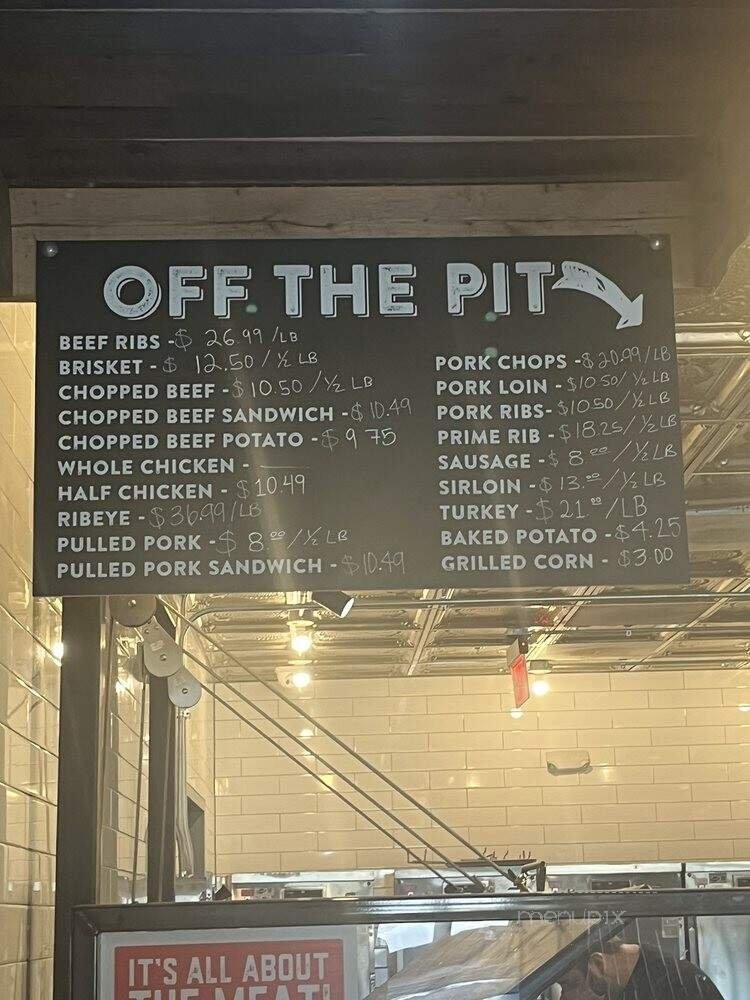 OFF THE PIT
BEEF RIBS - $ 26.99 /LB
BRISKET - $ 12.50 / ½ LB
CHOPPED BEEF - $ 10.50 / ½ LB
CHOPPED BEEF SANDWICH - $ 10.49
CHOPPED BEEF POTATO - $ 9 75
WHOLE CHICKEN -
HALF CHICKEN - $ 10.49
RIBEYE - $ 36.99/LB
PULLED PORK - $ 8.00 / ½ LB
PULLED PORK SANDWICH - $ 10.49
PORK CHOPS - $ 20.99/LB
PORK LOIN - $10.50/ ½ LB
PORK RIBS- $10.50/ ½ LB
PRIME RIB - $18.25/ ½ LB
SAUSAGE - $ 8.00 / ½ LB
SIRLOIN - $ 13.00 / ½ LB
TURKEY - $ 21.00 /LB
BAKED POTATO - $4.25
GRILLED CORN - $3.00
menupix
IT'S ALL ABOUT
THE MEAT!